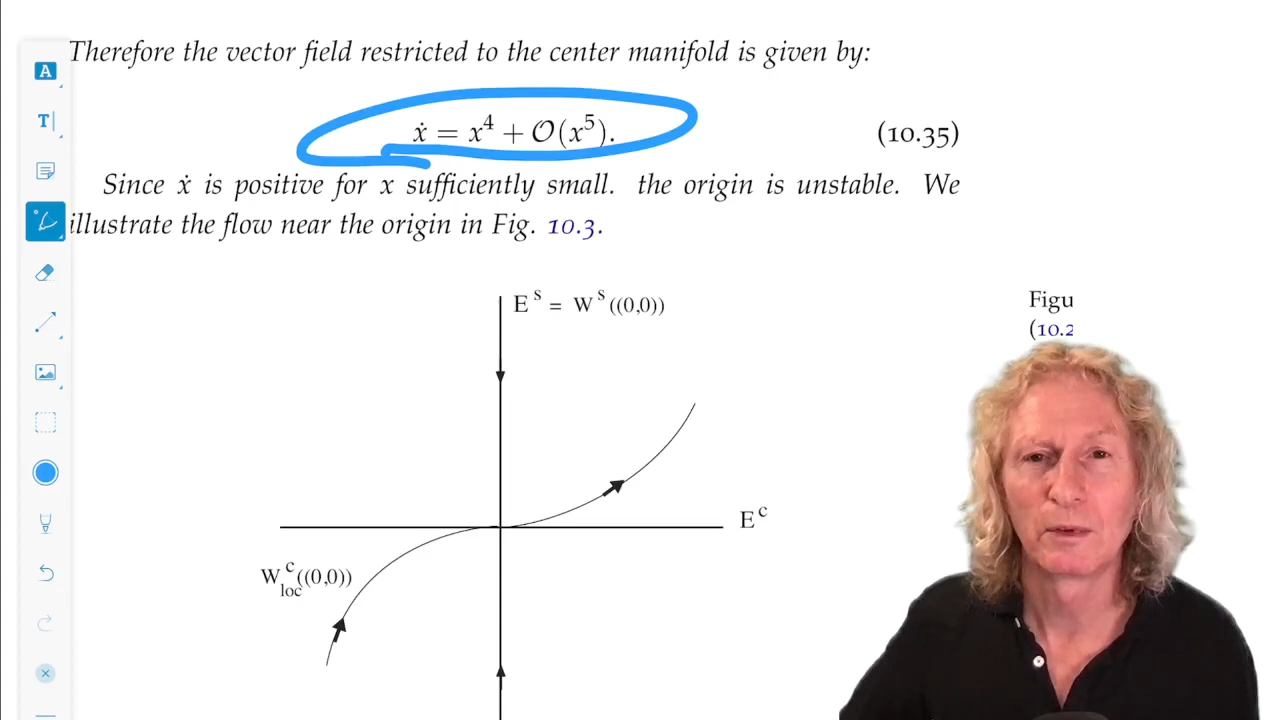 Therefore the vector field restricted to the center manifold is given by:
ẋ = x⁴ + O(x⁵). (10.35)
Since ẋ is positive for x sufficiently small. the origin is unstable. We
illustrate the flow near the origin in Fig. 10.3.
Eˢ = Wˢ((0,0))
Figu
(10.2
Eᶜ
Wᶜloc((0,0))
A
T